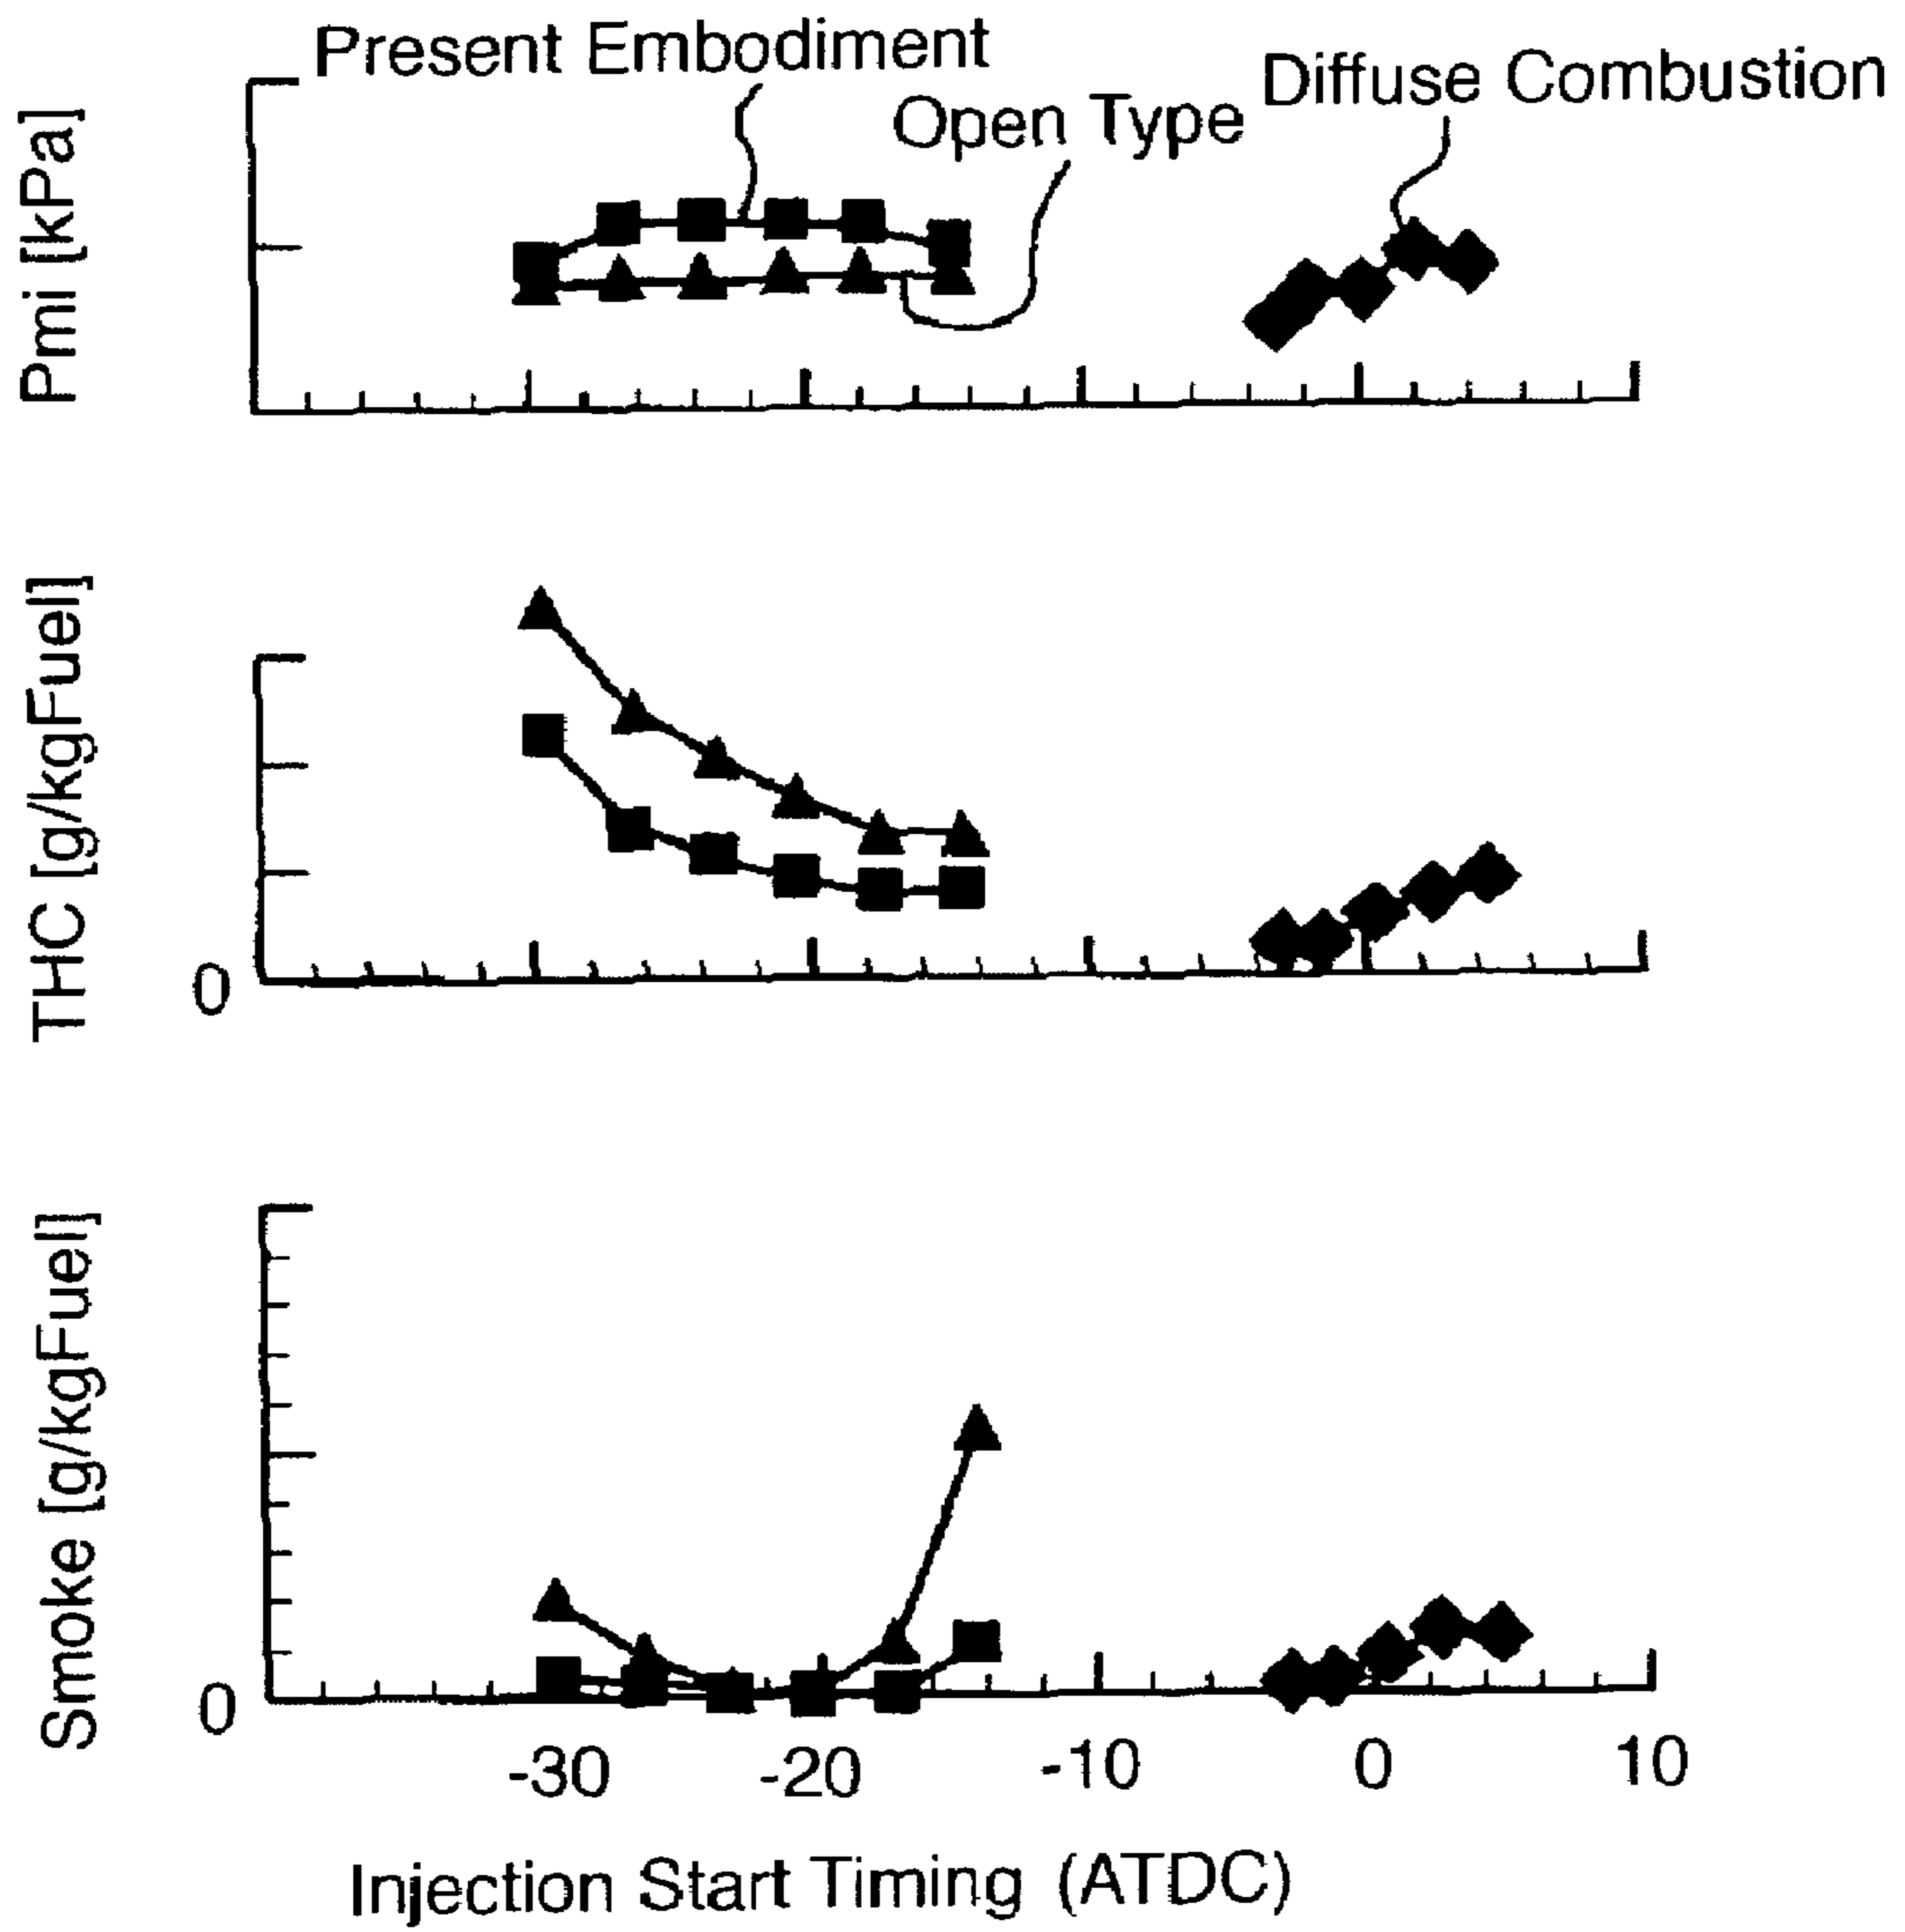 Present Embodiment
Open Type
Diffuse Combustion
Pmi [kPa]
THC [g/kgFuel]
0
Smoke [g/kgFuel]
0
-30 -20 -10 0 10
Injection Start Timing (ATDC)